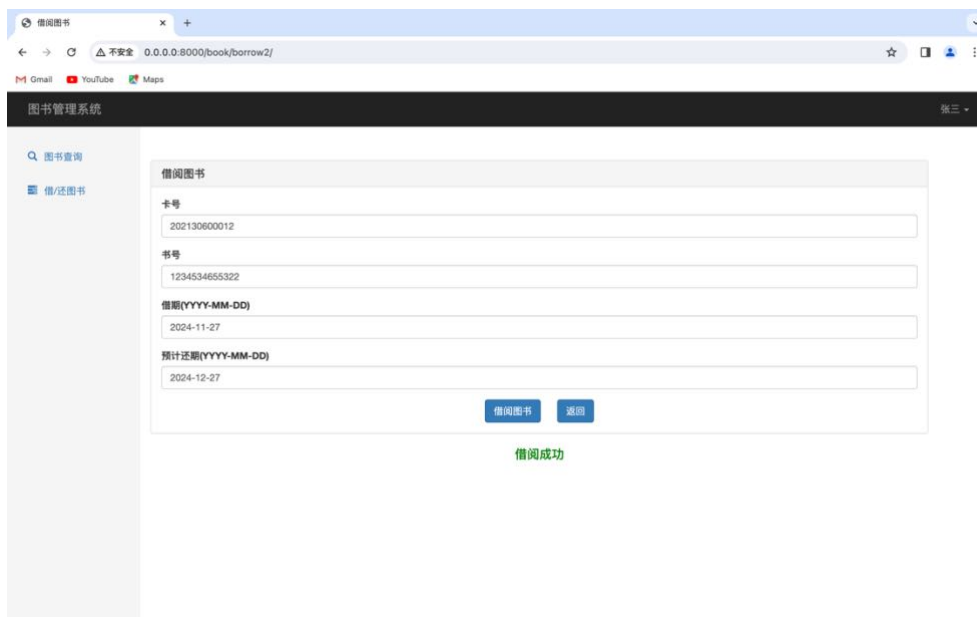 借阅图书
不安全 0.0.0.0:8000/book/borrow2/
Gmail YouTube Maps
图书管理系统 张三
图书查询
借/还图书
借阅图书
卡号
202130600012
书号
1234534655322
借期(YYYY-MM-DD)
2024-11-27
预计还期(YYYY-MM-DD)
2024-12-27
借阅图书 返回
借阅成功